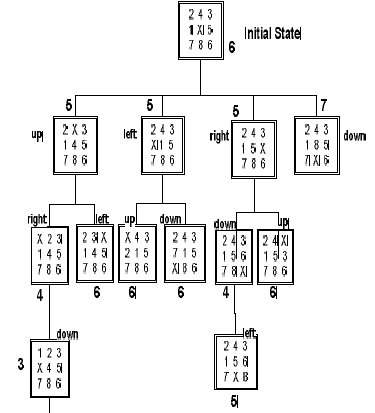 2 4 3
1 X 5
7 8 6
Initial State
6
5
5
5
7
up
2 X 3
1 4 5
7 8 6
left
2 4 3
X 1 5
7 8 6
right
2 4 3
1 5 X
7 8 6
2 4 3
1 8 5
7 X 6
down
right
X 2 3
1 4 5
7 8 6
4
left
2 3 X
1 4 5
7 8 6
6
up
X 4 3
2 1 5
7 8 6
6
down
2 4 3
7 1 5
X 8 6
6
down
2 4 3
1 5 6
7 8 X
4
up
2 4 X
1 5 3
7 8 6
6
down
3
1 2 3
X 4 5
7 8 6
left
2 4 3
1 5 6
7 X 8
5